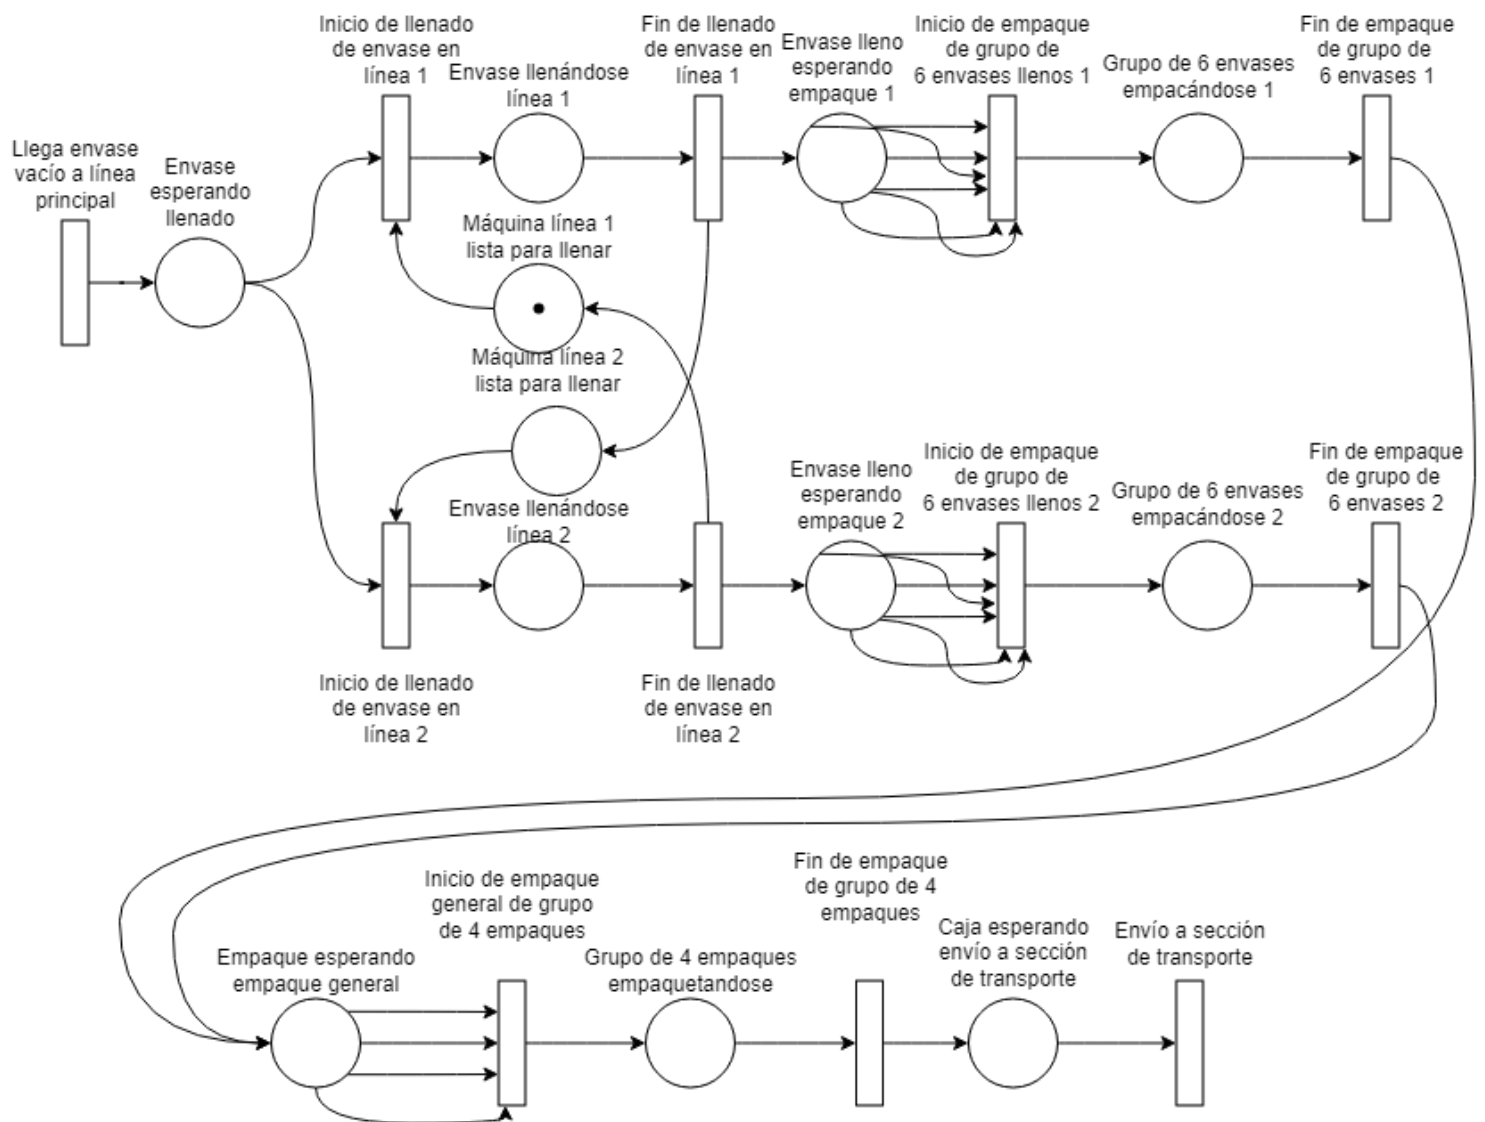 Inicio de llenado
de envase en
línea 1
Fin de llenado
de envase en
línea 1
Envase lleno
esperando
empaque 1
Inicio de empaque
de grupo de
6 envases llenos 1
Fin de empaque
de grupo de
6 envases 1
Envase llenándose
línea 1
Grupo de 6 envases
empacándose 1
Llega envase
vacío a línea
principal
Envase
esperando
llenado
Máquina línea 1
lista para llenar
Máquina línea 2
lista para llenar
Envase llenándose
línea 2
Envase lleno
esperando
empaque 2
Inicio de empaque
de grupo de
6 envases llenos 2
Grupo de 6 envases
empacándose 2
Fin de empaque
de grupo de
6 envases 2
Inicio de llenado
de envase en
línea 2
Fin de llenado
de envase en
línea 2
Inicio de empaque
general de grupo
de 4 empaques
Fin de empaque
de grupo de 4
empaques
Empaque esperando
empaque general
Grupo de 4 empaques
empaquetandose
Caja esperando
envío a sección
de transporte
Envío a sección
de transporte